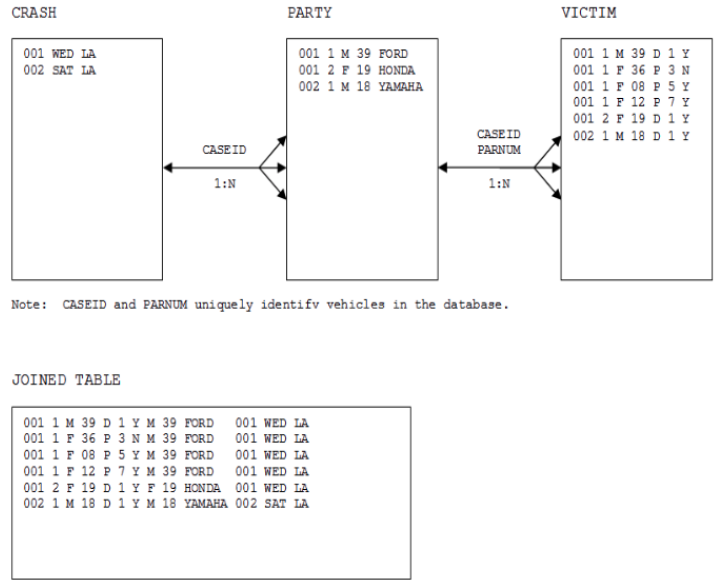 CRASH
PARTY
VICTIM
001 WED LA
002 SAT LA
001 1 M 39 FORD
001 2 F 19 HONDA
002 1 M 18 YAMAHA
001 1 M 39 D 1 Y
001 1 F 36 P 3 N
001 1 F 08 P 5 Y
001 1 F 12 P 7 Y
001 2 F 19 D 1 Y
002 1 M 18 D 1 Y
CASEID
1:N
CASEID
PARNUM
1:N
Note: CASEID and PARNUM uniquely identify vehicles in the database.
JOINED TABLE
001 1 M 39 D 1 Y M 39 FORD 001 WED LA
001 1 F 36 P 3 N M 39 FORD 001 WED LA
001 1 F 08 P 5 Y M 39 FORD 001 WED LA
001 1 F 12 P 7 Y M 39 FORD 001 WED LA
001 2 F 19 D 1 Y F 19 HONDA 001 WED LA
002 1 M 18 D 1 Y M 18 YAMAHA 002 SAT LA